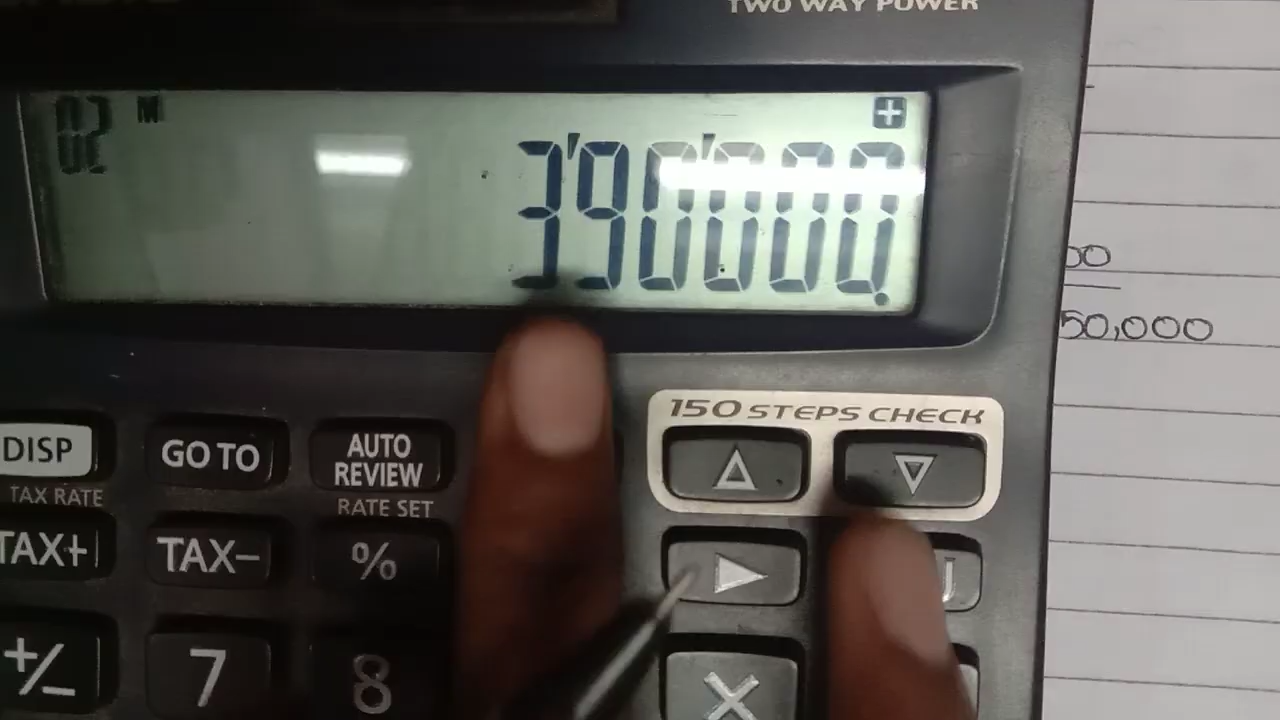 TWO WAY POWER
02 M +
3'900'000.
00
50,000
150 STEPS CHECK
DISP GO TO AUTO REVIEW △ ▽
TAX RATE RATE SET
TAX+ TAX− % ▶
+/− 7 8 X